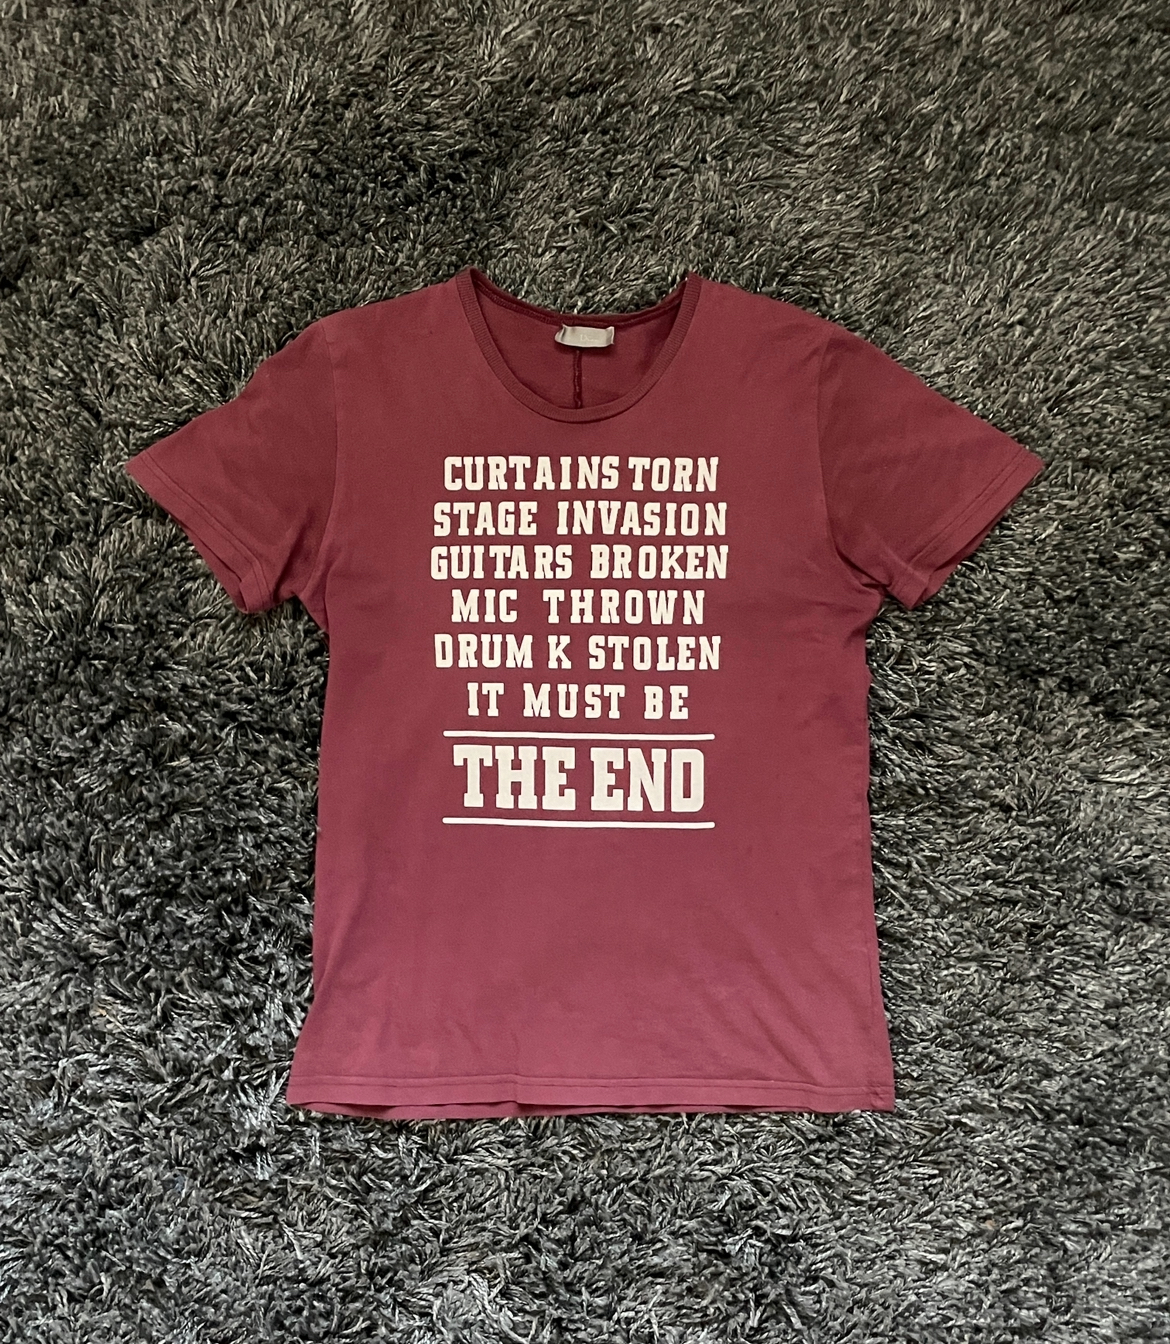 CURTAINS TORN
STAGE INVASION
GUITARS BROKEN
MIC THROWN
DRUM K STOLEN
IT MUST BE
THE END